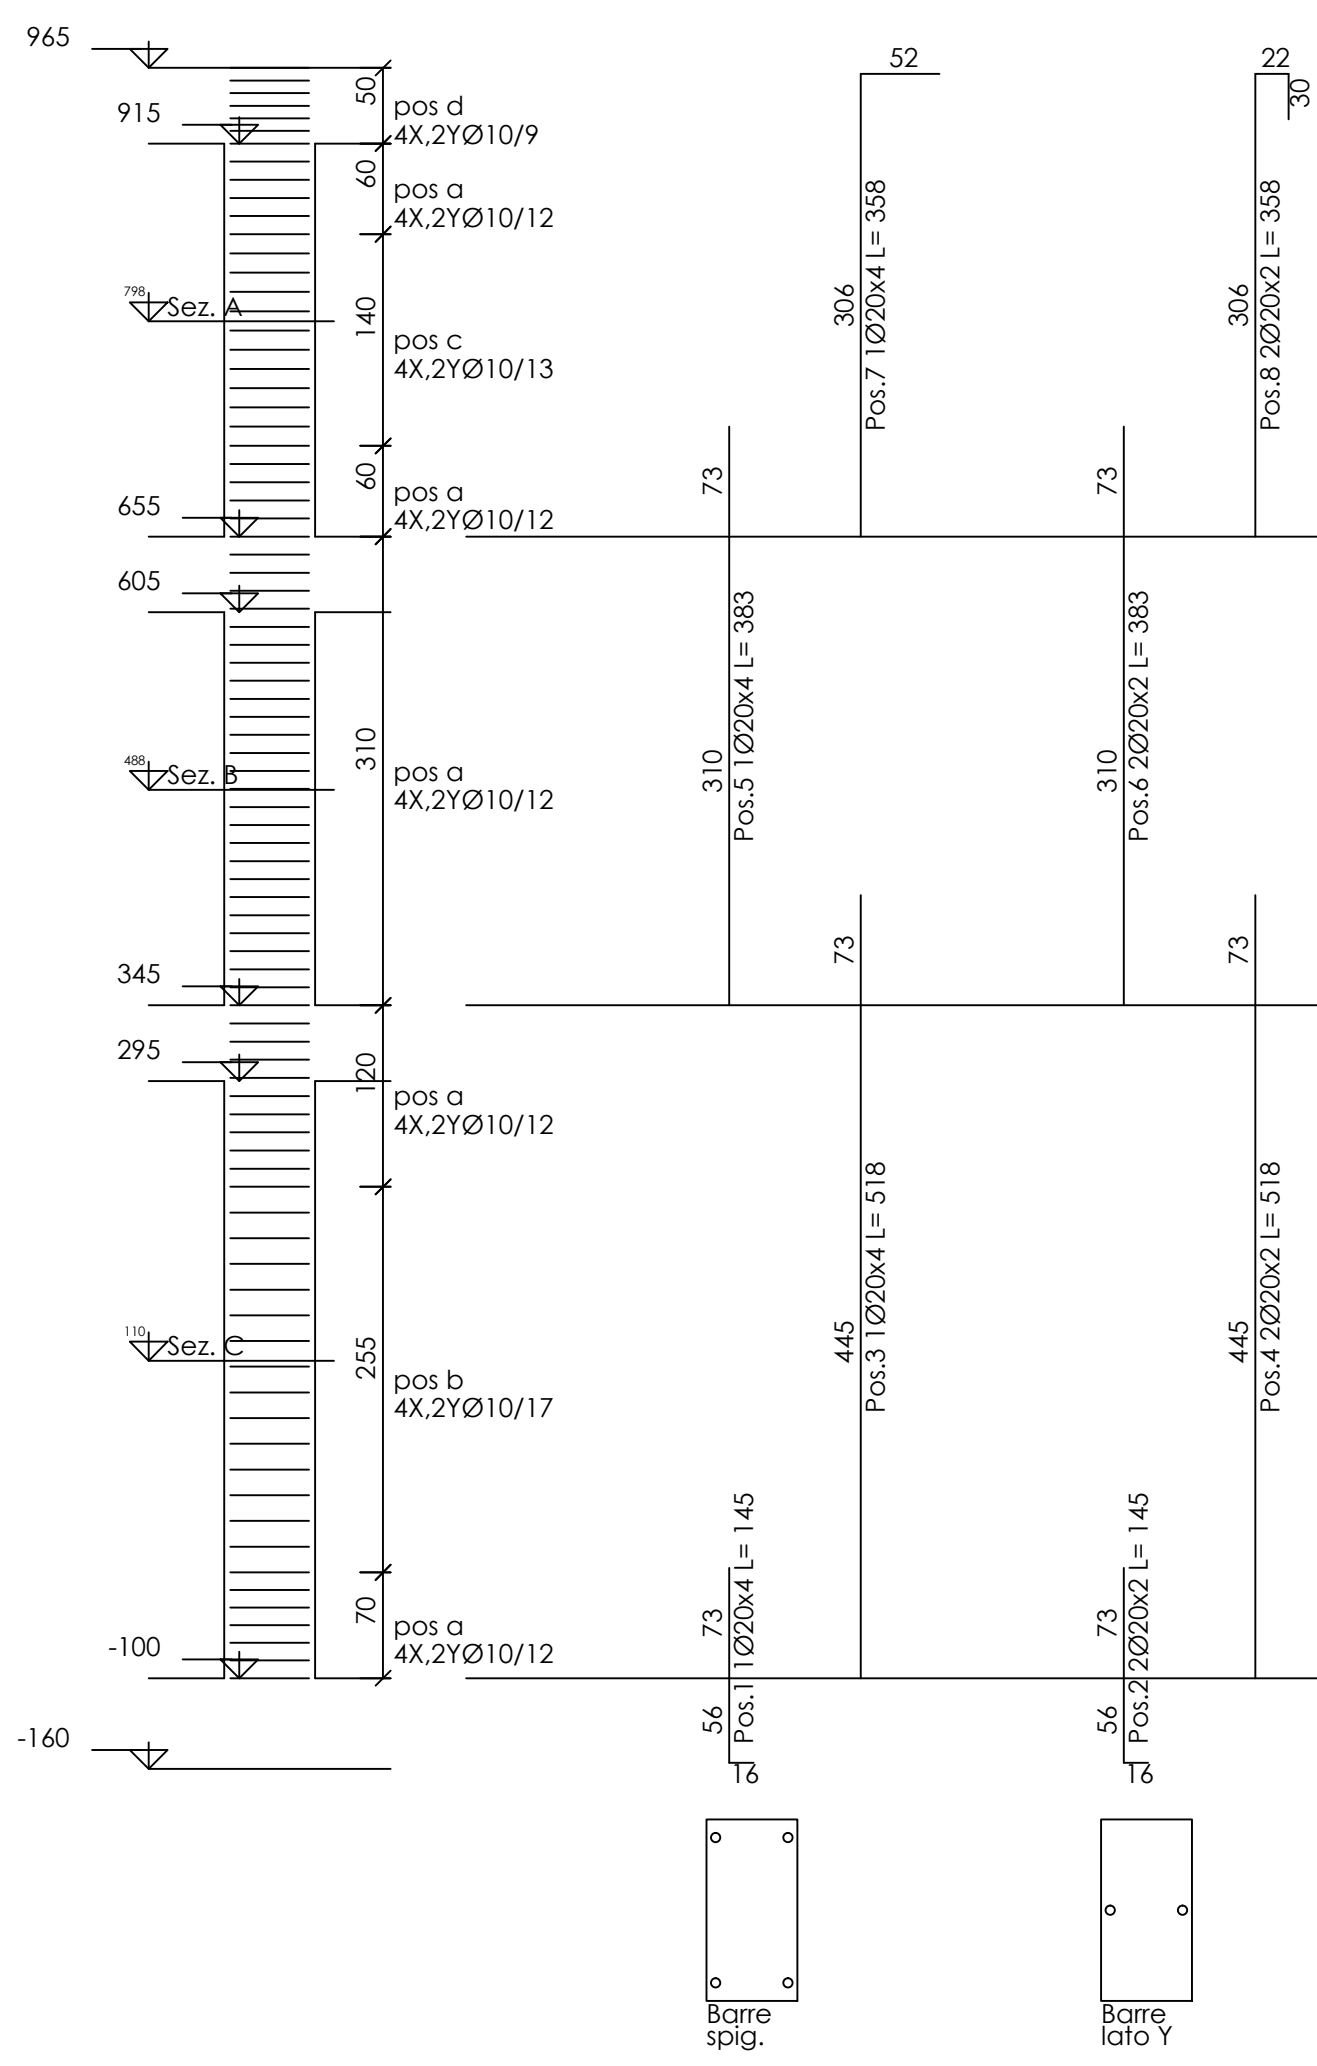 965
915
798
Sez. A
655
605
488
Sez. B
345
295
110
Sez. C
-100
-160
50
pos d
4X,2YØ10/9
60
pos a
4X,2YØ10/12
140
pos c
4X,2YØ10/13
60
pos a
4X,2YØ10/12
310
pos a
4X,2YØ10/12
120
pos a
4X,2YØ10/12
255
pos b
4X,2YØ10/17
70
pos a
4X,2YØ10/12
52
306
Pos.7 1Ø20x4 L= 358
73
310
Pos.5 1Ø20x4 L= 383
73
445
Pos.3 1Ø20x4 L= 518
73
56
Pos.1 1Ø20x4 L= 145
16
Barre
spig.
22
30
306
Pos.8 2Ø20x2 L= 358
73
310
Pos.6 2Ø20x2 L= 383
73
445
Pos.4 2Ø20x2 L= 518
73
56
Pos.2 2Ø20x2 L= 145
16
Barre
lato Y